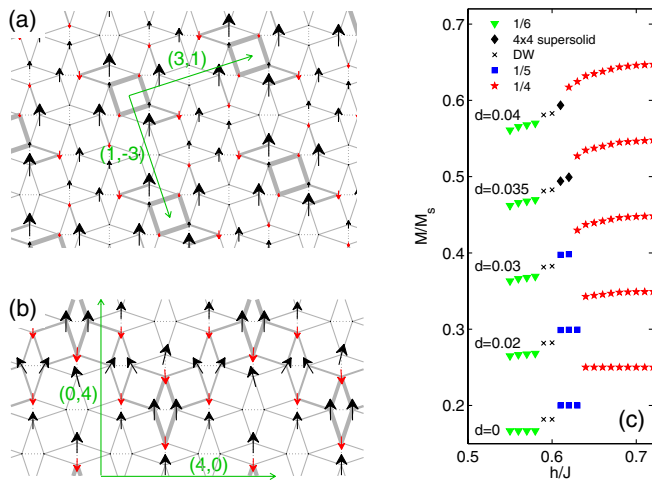 (a)
(3,1)
(1,-3)
(b)
(0,4)
(4,0)
M/M_s
0.7
0.6
0.5
0.4
0.3
0.2
1/6
4x4 supersolid
DW
1/5
1/4
d=0.04
d=0.035
d=0.03
d=0.02
d=0
(c)
0.5
0.6
0.7
h/J